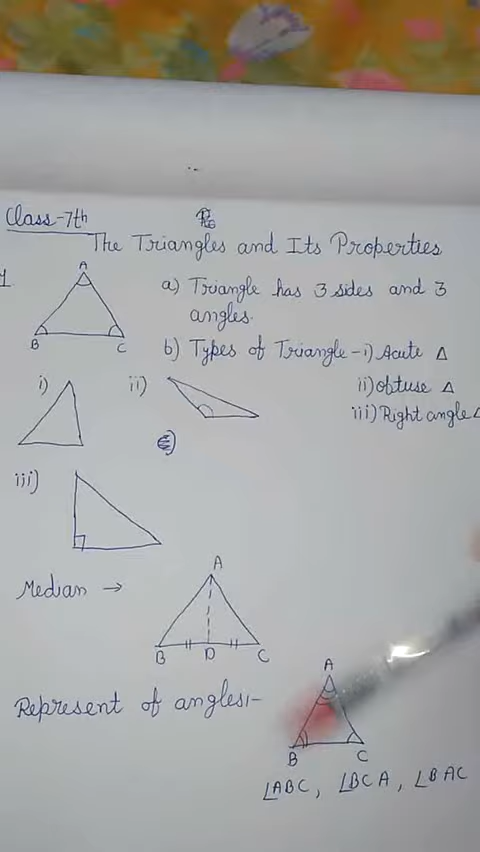 Class-7th
The Triangles and Its Properties
1
A
B C
a) Triangle has 3 sides and 3
angles.
b) Types of Triangle - i) Acute Δ
ii) obtuse Δ
iii) Right angle Δ
i)
ii)
iii)
Median →
A
B D C
Represent of angles:-
A
B C
∠ABC, ∠BCA, ∠BAC